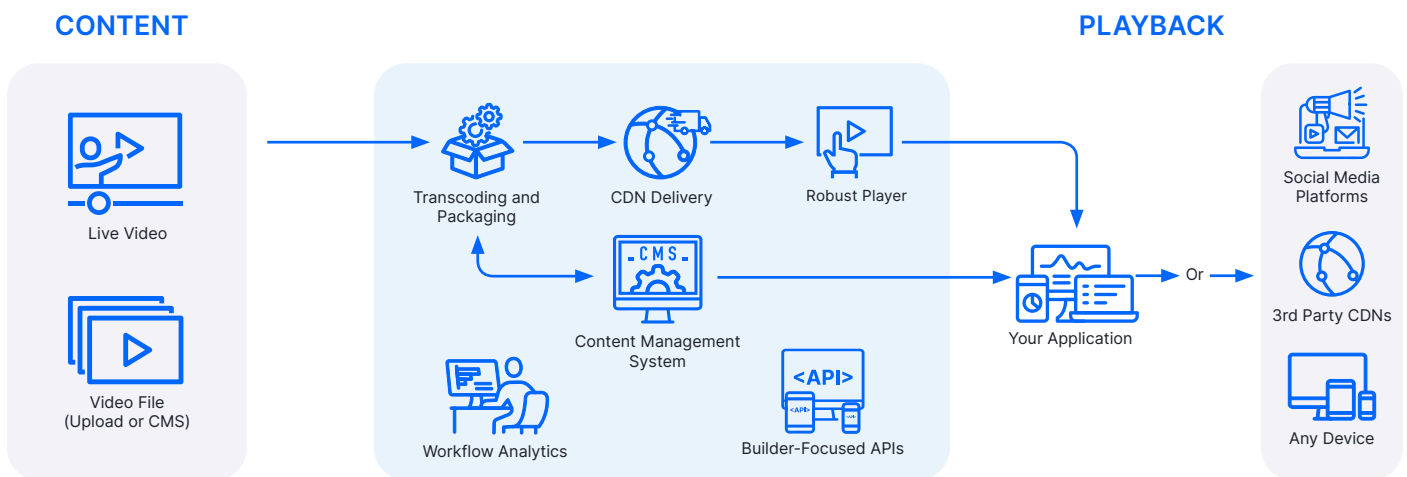 CONTENT
PLAYBACK
Live Video
Video File
(Upload or CMS)
Transcoding and
Packaging
CDN Delivery
Robust Player
CMS
Content Management
System
Workflow Analytics
<API>
<API>
Builder-Focused APIs
Your Application
Or
Social Media
Platforms
3rd Party CDNs
Any Device